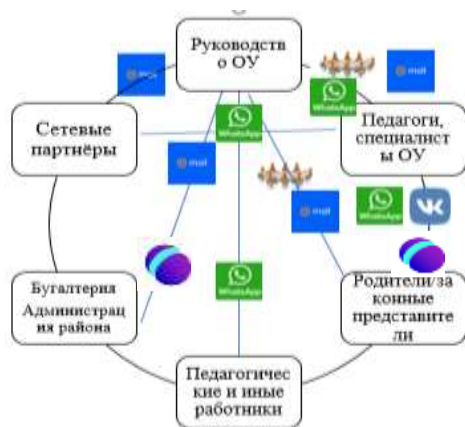 Руководств
о ОУ
@mail
@mail
WhatsApp
Сетевые
партнёры
WhatsApp
Педагоги,
специалист
ы ОУ
@mail
@mail
WhatsApp
Бугалтерия
Администрац
ия района
WhatsApp
Родители/за
конные
представите
ли
Педагогичес
кие и иные
работники